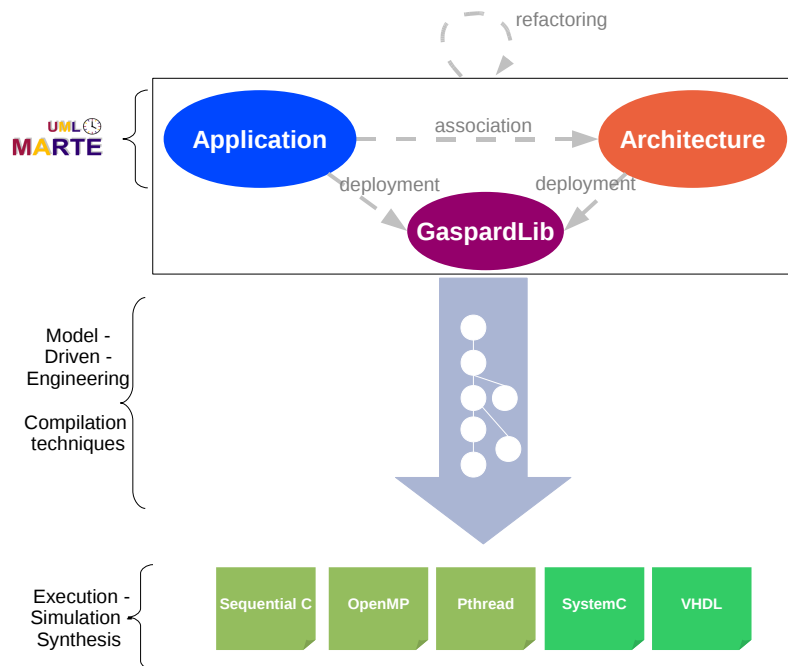 refactoring
UML
MARTE
Application
association
Architecture
deployment
deployment
GaspardLib
Model -
Driven -
Engineering
Compilation
techniques
Execution -
Simulation -
Synthesis
Sequential C
OpenMP
Pthread
SystemC
VHDL